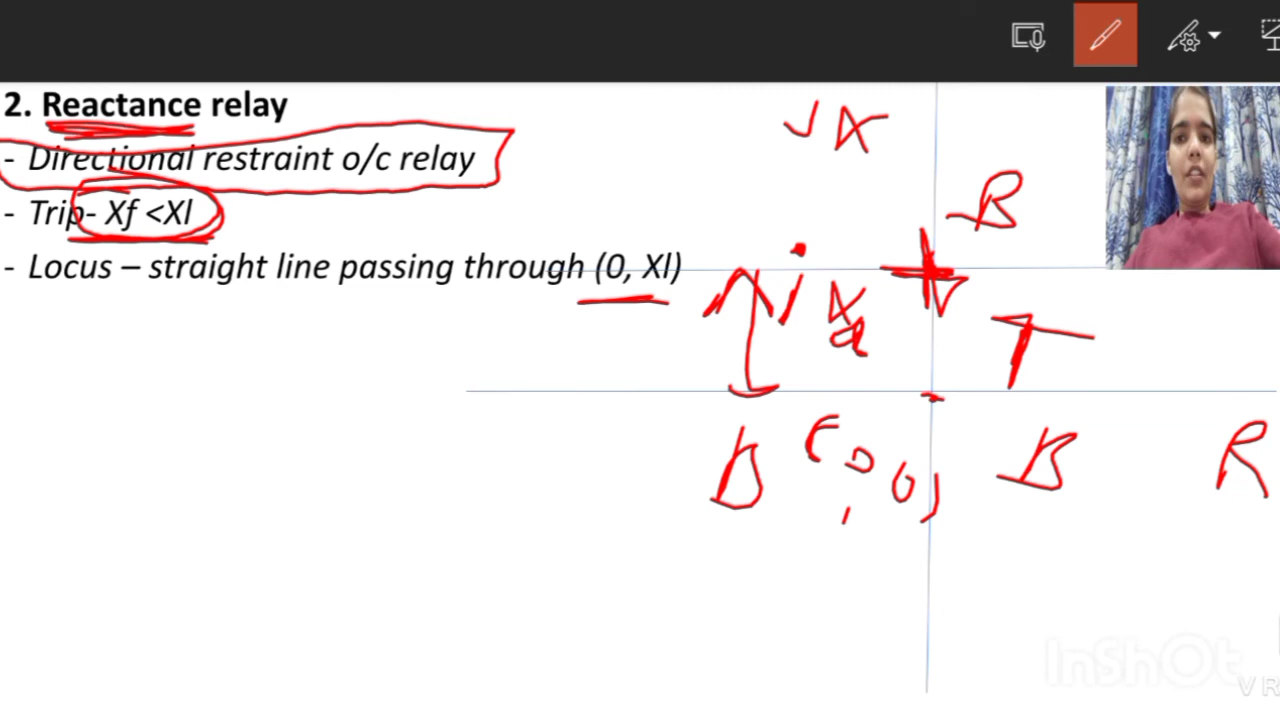 2. Reactance relay
- Directional restraint o/c relay
- Trip- Xf <Xl
- Locus – straight line passing through (0, Xl)
B
T
B (0,0) B R
InShOt
VR